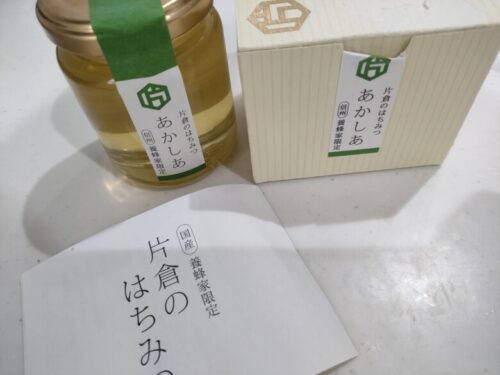 片倉のはちみつ
あかしあ
信州 養蜂家限定
片倉のはちみつ
あかしあ
信州 養蜂家限定
国産 養蜂家限定
片倉の
はちみつ